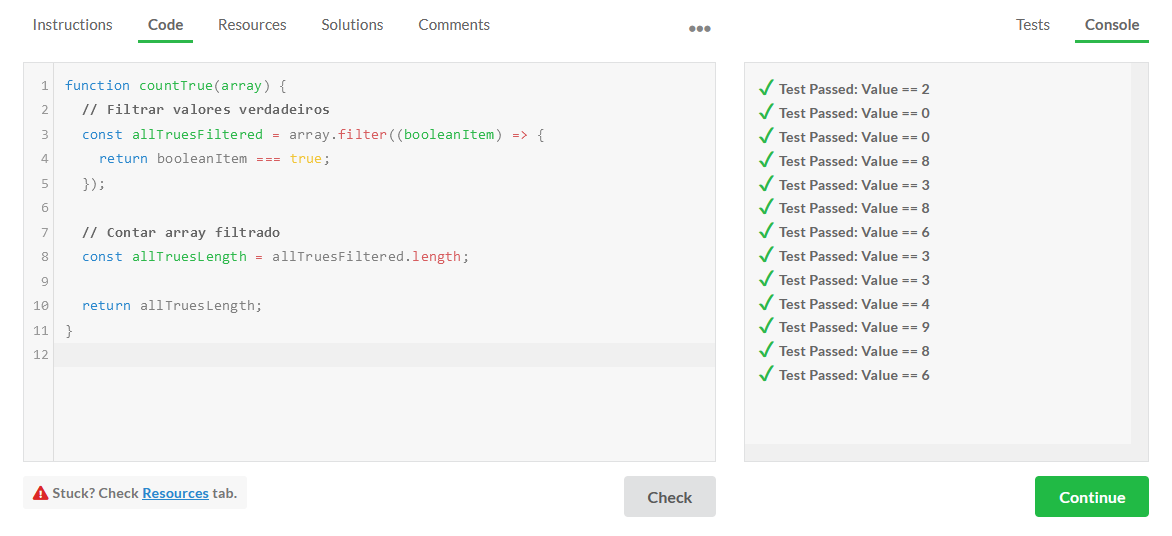 Instructions Code Resources Solutions Comments ••• Tests Console
1 function countTrue(array) {
2 // Filtrar valores verdadeiros
3 const allTruesFiltered = array.filter((booleanItem) => {
4 return booleanItem === true;
5 });
6
7 // Contar array filtrado
8 const allTruesLength = allTruesFiltered.length;
9
10 return allTruesLength;
11 }
12
✓ Test Passed: Value == 2
✓ Test Passed: Value == 0
✓ Test Passed: Value == 0
✓ Test Passed: Value == 8
✓ Test Passed: Value == 3
✓ Test Passed: Value == 8
✓ Test Passed: Value == 6
✓ Test Passed: Value == 3
✓ Test Passed: Value == 3
✓ Test Passed: Value == 4
✓ Test Passed: Value == 9
✓ Test Passed: Value == 8
✓ Test Passed: Value == 6
Stuck? Check Resources tab.
Check
Continue